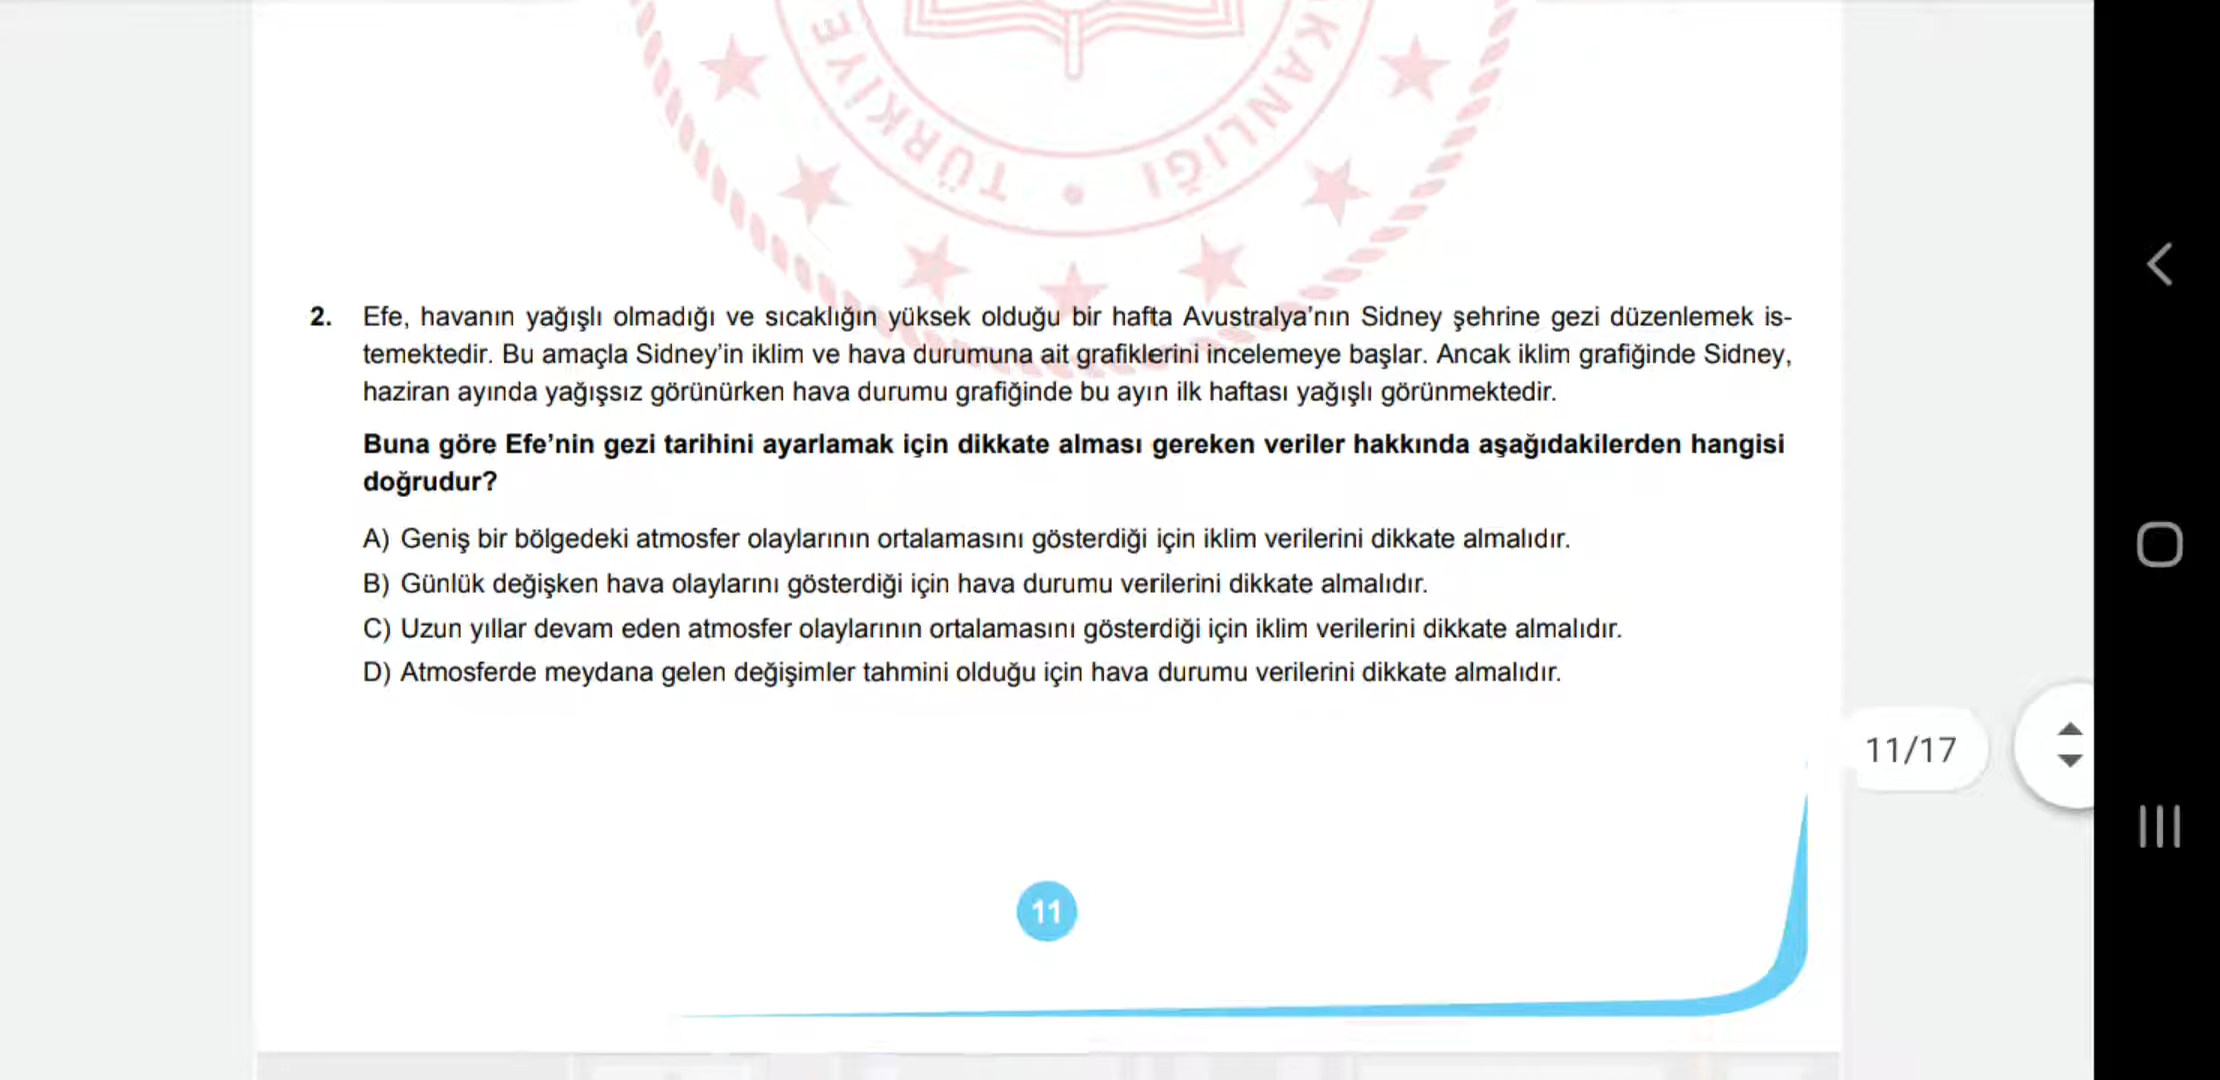 TÜRKİYE • KANLIĞI
2. Efe, havanın yağışlı olmadığı ve sıcaklığın yüksek olduğu bir hafta Avustralya’nın Sidney şehrine gezi düzenlemek is-
temektedir. Bu amaçla Sidney’in iklim ve hava durumuna ait grafiklerini incelemeye başlar. Ancak iklim grafiğinde Sidney,
haziran ayında yağışsız görünürken hava durumu grafiğinde bu ayın ilk haftası yağışlı görünmektedir.
Buna göre Efe’nin gezi tarihini ayarlamak için dikkate alması gereken veriler hakkında aşağıdakilerden hangisi
doğrudur?
A) Geniş bir bölgedeki atmosfer olaylarının ortalamasını gösterdiği için iklim verilerini dikkate almalıdır.
B) Günlük değişken hava olaylarını gösterdiği için hava durumu verilerini dikkate almalıdır.
C) Uzun yıllar devam eden atmosfer olaylarının ortalamasını gösterdiği için iklim verilerini dikkate almalıdır.
D) Atmosferde meydana gelen değişimler tahmini olduğu için hava durumu verilerini dikkate almalıdır.
11/17
11